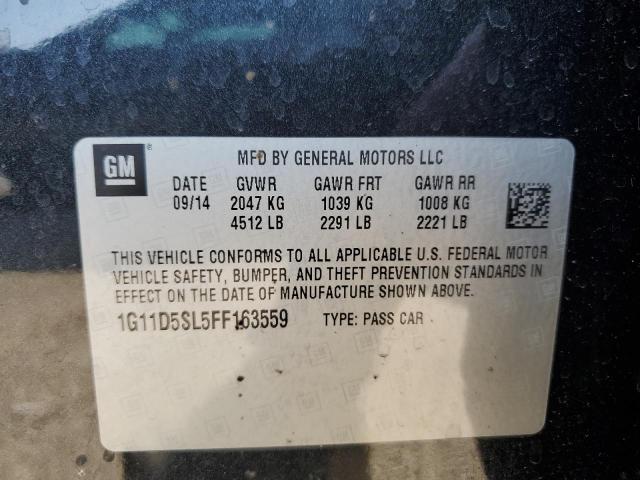 GM ®
MFD BY GENERAL MOTORS LLC
DATE GVWR GAWR FRT GAWR RR
09/14 2047 KG 1039 KG 1008 KG
4512 LB 2291 LB 2221 LB
THIS VEHICLE CONFORMS TO ALL APPLICABLE U.S. FEDERAL MOTOR
VEHICLE SAFETY, BUMPER, AND THEFT PREVENTION STANDARDS IN
EFFECT ON THE DATE OF MANUFACTURE SHOWN ABOVE.
1G11D5SL5FF163559 TYPE: PASS CAR